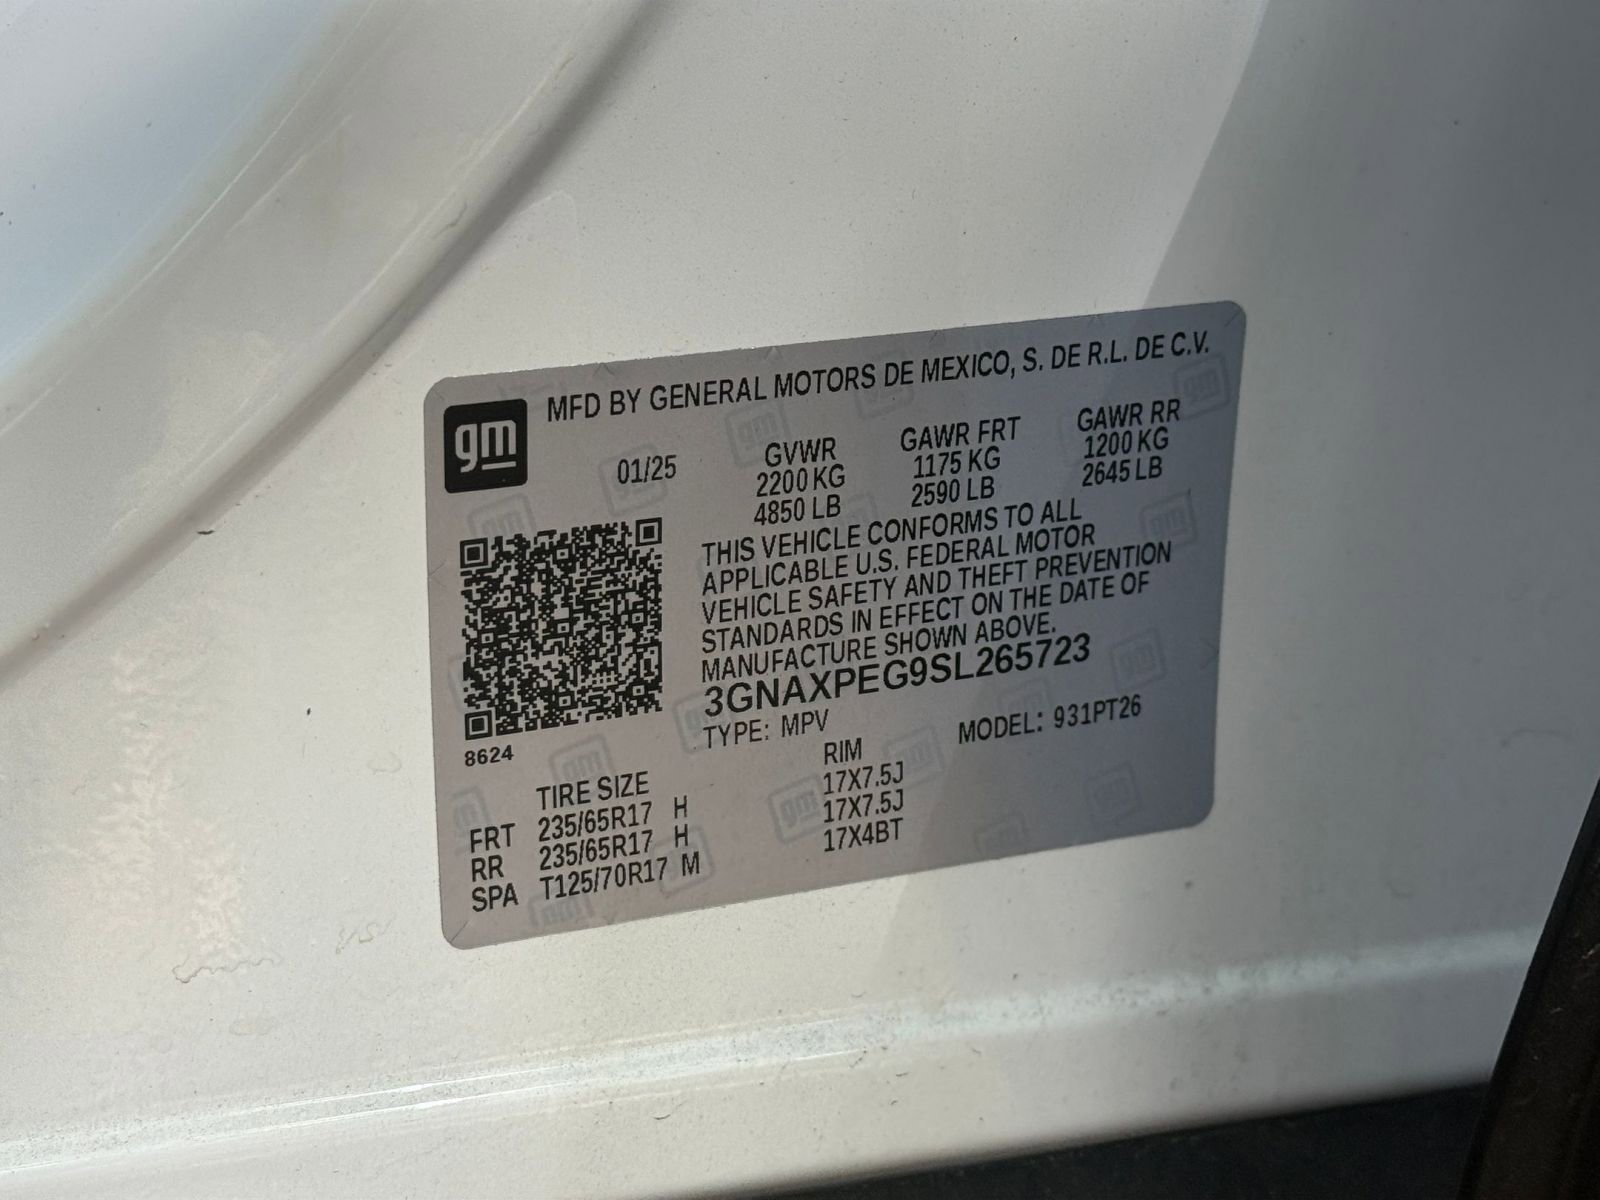 MFD BY GENERAL MOTORS DE MEXICO, S. DE R.L. DE C.V.
gm
01/25
GVWR GAWR FRT GAWR RR
2200 KG 1175 KG 1200 KG
4850 LB 2590 LB 2645 LB
THIS VEHICLE CONFORMS TO ALL
APPLICABLE U.S. FEDERAL MOTOR
VEHICLE SAFETY AND THEFT PREVENTION
STANDARDS IN EFFECT ON THE DATE OF
MANUFACTURE SHOWN ABOVE.
3GNAXPEG9SL265723
TYPE: MPV MODEL: 931PT26
8624
TIRE SIZE RIM
FRT 235/65R17 H 17X7.5J
RR 235/65R17 H 17X7.5J
SPA T125/70R17 M 17X4BT